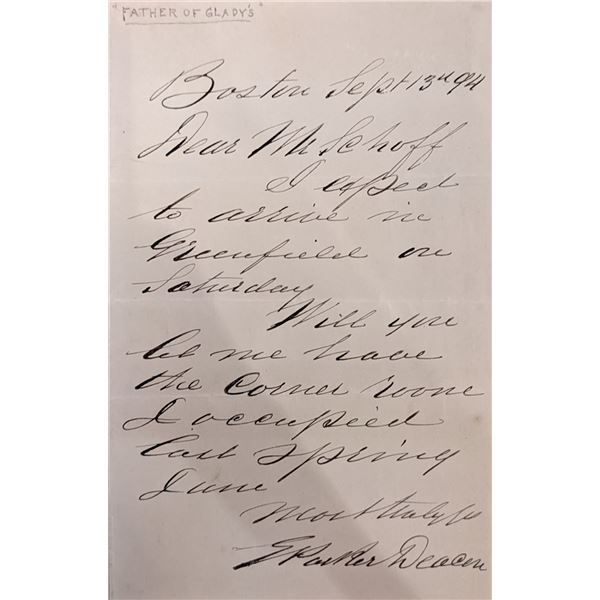 "FATHER OF GLADY'S"
Boston Sept 13th 94
Dear Mr Schoff
I expect
to arrive in
Greenfield on
Saturday
Will you
let me have
the corner room
I occupied
last spring
June
Most truly yrs
E Parker Deacon